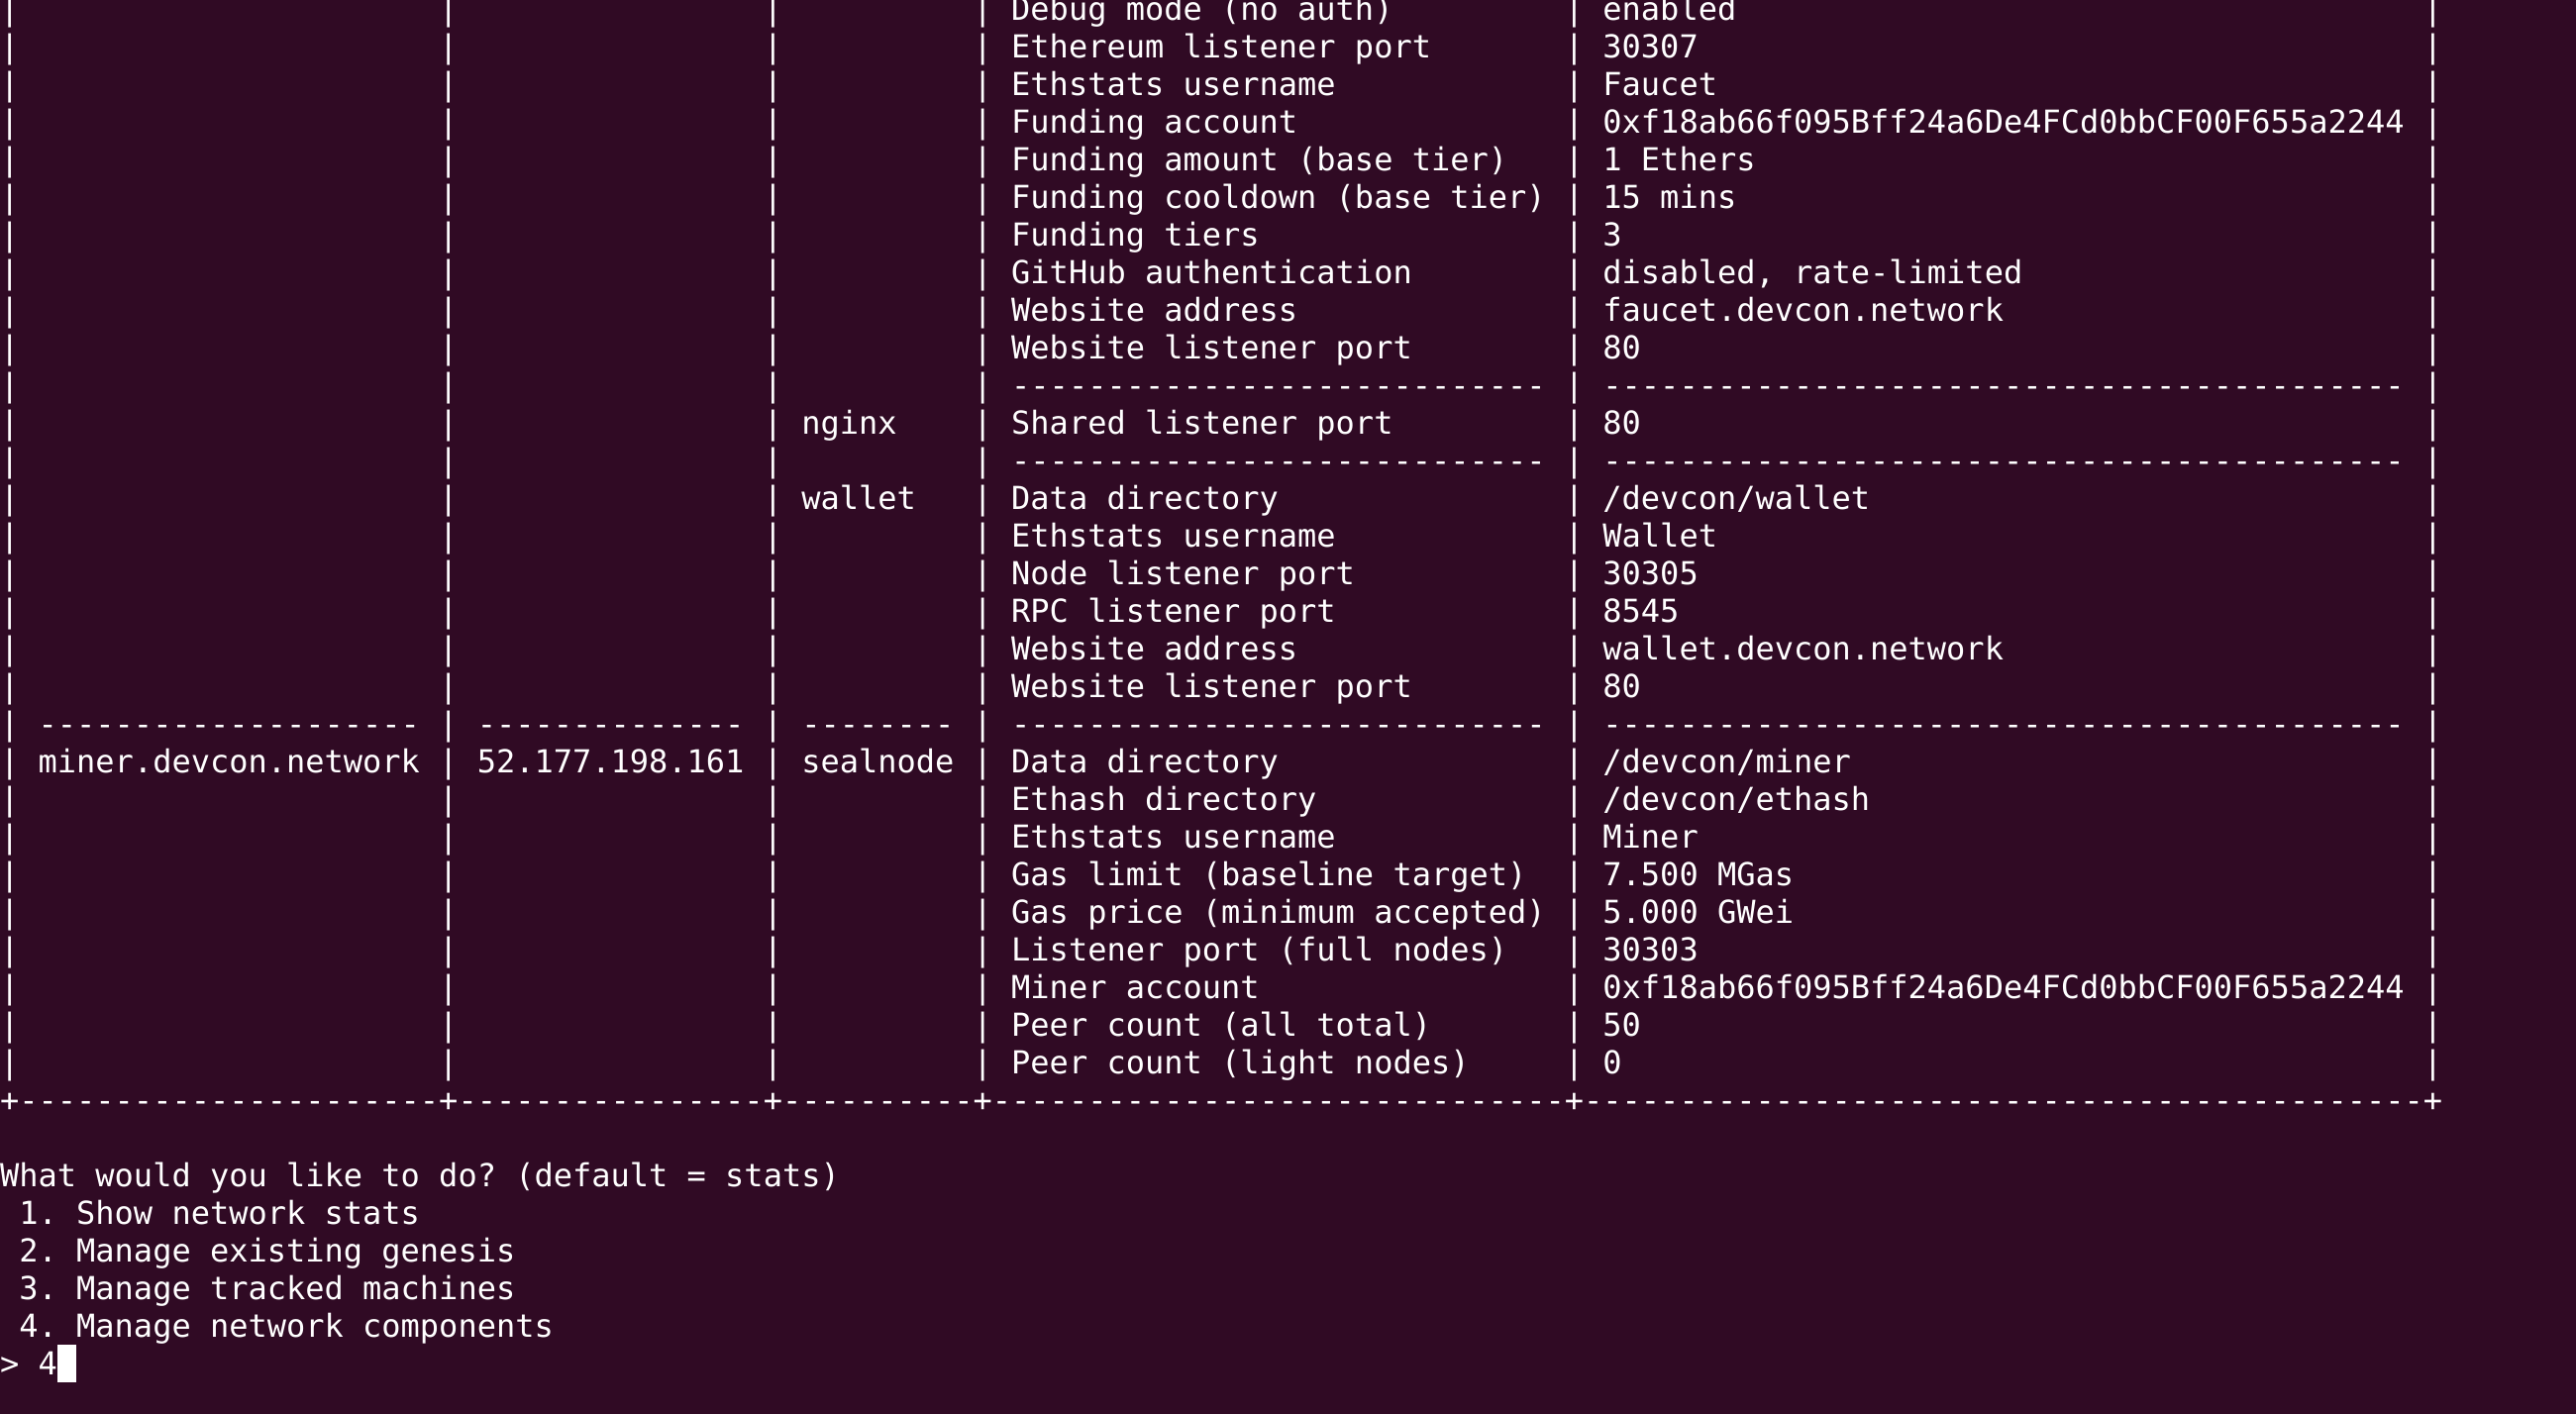 | | | | Debug mode (no auth) | enabled |
| | | | Ethereum listener port | 30307 |
| | | | Ethstats username | Faucet |
| | | | Funding account | 0xf18ab66f095Bff24a6De4FCd0bbCF00F655a2244 |
| | | | Funding amount (base tier) | 1 Ethers |
| | | | Funding cooldown (base tier) | 15 mins |
| | | | Funding tiers | 3 |
| | | | GitHub authentication | disabled, rate-limited |
| | | | Website address | faucet.devcon.network |
| | | | Website listener port | 80 |
| | | | ---------------------------- | ------------------------------------------ |
| | | nginx | Shared listener port | 80 |
| | | | ---------------------------- | ------------------------------------------ |
| | | wallet | Data directory | /devcon/wallet |
| | | | Ethstats username | Wallet |
| | | | Node listener port | 30305 |
| | | | RPC listener port | 8545 |
| | | | Website address | wallet.devcon.network |
| | | | Website listener port | 80 |
| -------------------- | -------------- | -------- | ---------------------------- | ------------------------------------------ |
| miner.devcon.network | 52.177.198.161 | sealnode | Data directory | /devcon/miner |
| | | | Ethash directory | /devcon/ethash |
| | | | Ethstats username | Miner |
| | | | Gas limit (baseline target) | 7.500 MGas |
| | | | Gas price (minimum accepted) | 5.000 GWei |
| | | | Listener port (full nodes) | 30303 |
| | | | Miner account | 0xf18ab66f095Bff24a6De4FCd0bbCF00F655a2244 |
| | | | Peer count (all total) | 50 |
| | | | Peer count (light nodes) | 0 |
+----------------------+----------------+----------+------------------------------+--------------------------------------------+
What would you like to do? (default = stats)
1. Show network stats
2. Manage existing genesis
3. Manage tracked machines
4. Manage network components
> 4